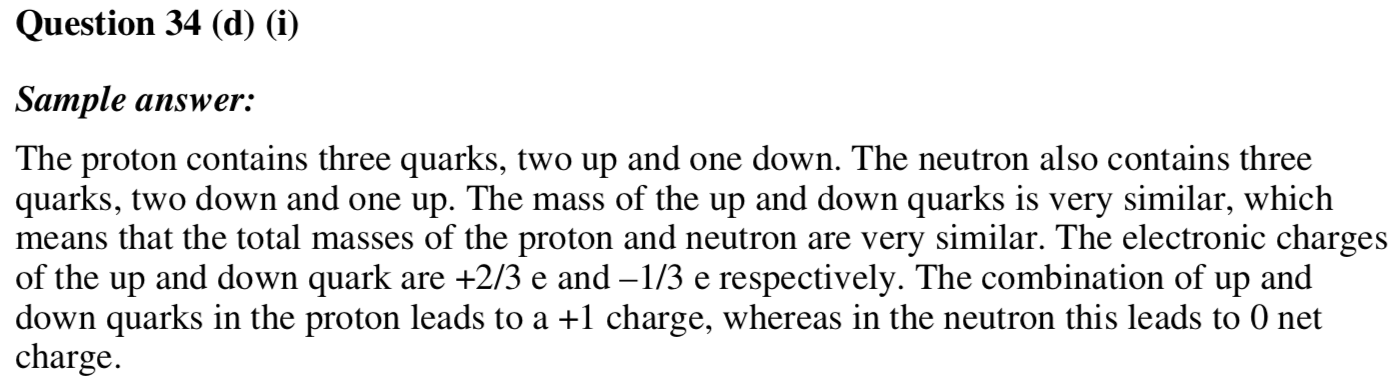 Question 34 (d) (i)
Sample answer:
The proton contains three quarks, two up and one down. The neutron also contains three
quarks, two down and one up. The mass of the up and down quarks is very similar, which
means that the total masses of the proton and neutron are very similar. The electronic charges
of the up and down quark are +2/3 e and –1/3 e respectively. The combination of up and
down quarks in the proton leads to a +1 charge, whereas in the neutron this leads to 0 net
charge.